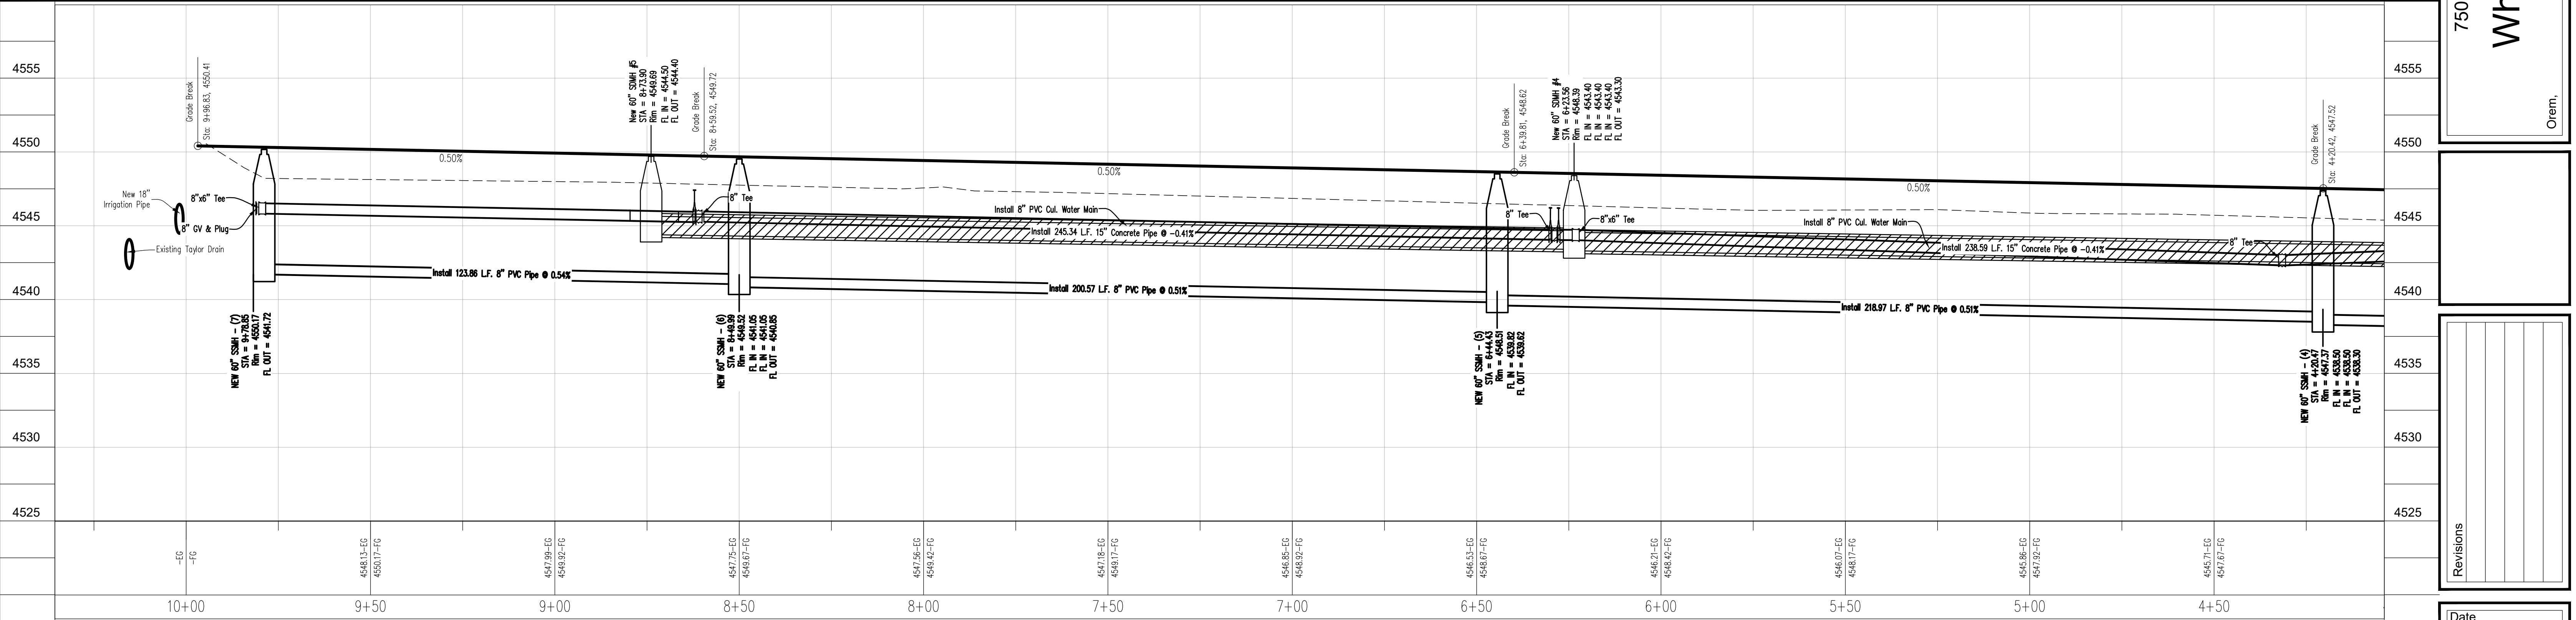 4555
4550
4545
4540
4535
4530
4525
Grade Break
Sta: 9+96.83, 4550.41
New 60" SDMH #5
STA = 8+73.90
Rim = 4549.69
FL IN = 4544.50
FL OUT = 4544.40
Grade Break
Sta: 8+59.52, 4549.72
Grade Break
Sta: 6+39.81, 4548.62
New 60" SDMH #4
STA = 6+23.56
Rim = 4548.39
FL IN = 4543.40
FL IN = 4543.40
FL IN = 4543.40
FL OUT = 4543.30
Grade Break
Sta: 4+20.42, 4547.52
0.50%
0.50%
0.50%
New 18"
Irrigation Pipe
8"x6" Tee
8" GV & Plug
Existing Taylor Drain
8" Tee
Install 8" PVC Cul. Water Main
Install 245.34 L.F. 15" Concrete Pipe @ -0.41%
8" Tee
8"x6" Tee
Install 8" PVC Cul. Water Main
Install 238.59 L.F. 15" Concrete Pipe @ -0.41%
8" Tee
Install 123.86 L.F. 8" PVC Pipe @ 0.54%
Install 200.57 L.F. 8" PVC Pipe @ 0.51%
Install 218.97 L.F. 8" PVC Pipe @ 0.51%
NEW 60" SSMH - (7)
STA = 9+78.85
Rim = 4550.17
FL OUT = 4541.72
NEW 60" SSMH - (6)
STA = 8+49.99
Rim = 4549.52
FL IN = 4541.05
FL IN = 4541.05
FL OUT = 4540.85
NEW 60" SSMH - (5)
STA = 6+44.43
Rim = 4548.51
FL IN = 4539.82
FL OUT = 4539.62
NEW 60" SSMH - (4)
STA = 4+20.47
Rim = 4547.37
FL IN = 4538.50
FL IN = 4538.50
FL OUT = 4538.30
-EG
-FG
4548.13-EG
4550.17-FG
4547.99-EG
4549.92-FG
4547.75-EG
4549.67-FG
4547.56-EG
4549.42-FG
4547.18-EG
4549.17-FG
4546.85-EG
4548.92-FG
4546.53-EG
4548.67-FG
4546.21-EG
4548.42-FG
4546.07-EG
4548.17-FG
4545.86-EG
4547.92-FG
4545.71-EG
4547.67-FG
10+00
9+50
9+00
8+50
8+00
7+50
7+00
6+50
6+00
5+50
5+00
4+50
4555
4550
4545
4540
4535
4530
4525
750
Wh
Orem,
Revisions
Date